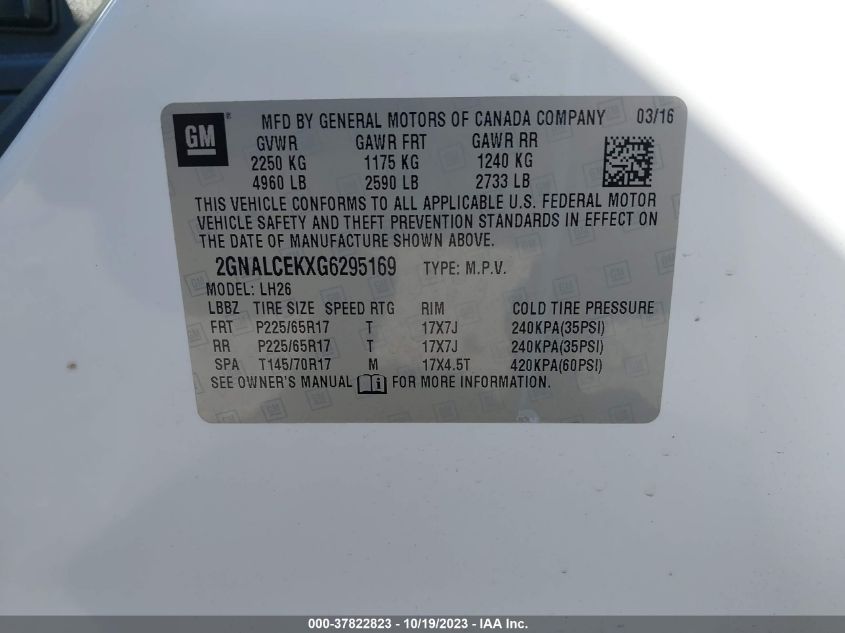 GM ® MFD BY GENERAL MOTORS OF CANADA COMPANY 03/16
GVWR GAWR FRT GAWR RR
2250 KG 1175 KG 1240 KG
4960 LB 2590 LB 2733 LB
THIS VEHICLE CONFORMS TO ALL APPLICABLE U.S. FEDERAL MOTOR
VEHICLE SAFETY AND THEFT PREVENTION STANDARDS IN EFFECT ON
THE DATE OF MANUFACTURE SHOWN ABOVE.
2GNALCEKXG6295169 TYPE: M.P.V.
MODEL: LH26
LBBZ TIRE SIZE SPEED RTG RIM COLD TIRE PRESSURE
FRT P225/65R17 T 17X7J 240KPA(35PSI)
RR P225/65R17 T 17X7J 240KPA(35PSI)
SPA T145/70R17 M 17X4.5T 420KPA(60PSI)
SEE OWNER'S MANUAL FOR MORE INFORMATION.
000-37822823 - 10/19/2023 - IAA Inc.